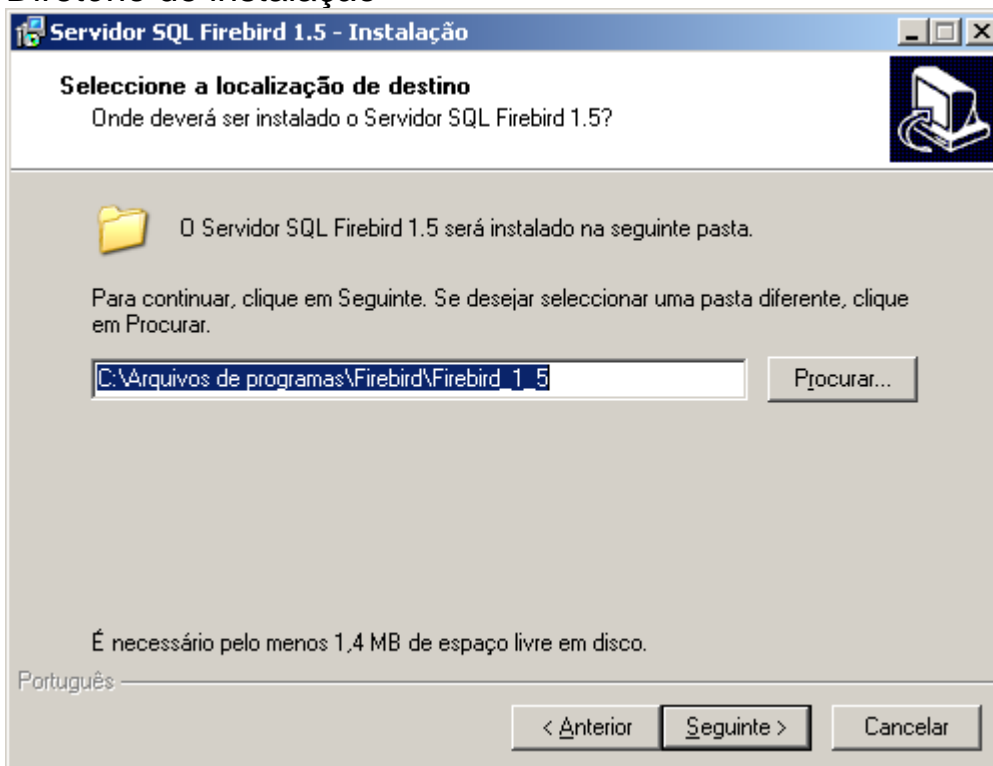 Diretório de instalação
Servidor SQL Firebird 1.5 - Instalação
Seleccione a localização de destino
Onde deverá ser instalado o Servidor SQL Firebird 1.5?
O Servidor SQL Firebird 1.5 será instalado na seguinte pasta.
Para continuar, clique em Seguinte. Se desejar seleccionar uma pasta diferente, clique
em Procurar.
C:\Arquivos de programas\Firebird\Firebird_1_5
Procurar...
É necessário pelo menos 1,4 MB de espaço livre em disco.
Português
< Anterior
Seguinte >
Cancelar